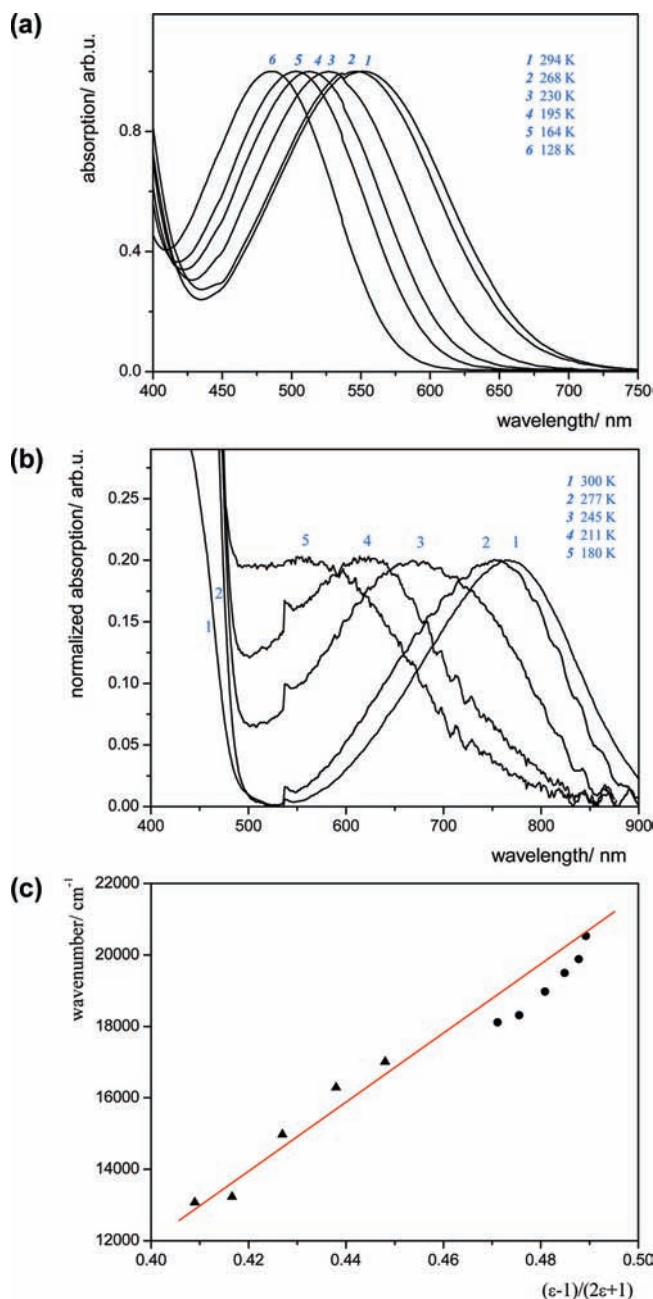 (a)
absorption/ arb.u.
6 5 4 3 2 1
1 294 K
2 268 K
3 230 K
4 195 K
5 164 K
6 128 K
0.8
0.4
0.0
400 450 500 550 600 650 700 750
wavelength/ nm
(b)
normalized absorption/ arb.u.
1 300 K
2 277 K
3 245 K
4 211 K
5 180 K
5 4 3 2 1
2
1
0.25
0.20
0.15
0.10
0.05
0.00
400 500 600 700 800 900
wavelength/ nm
(c)
wavenumber/ cm⁻¹
22000
20000
18000
16000
14000
12000
0.40 0.42 0.44 0.46 0.48 0.50
(ε-1)/(2ε+1)